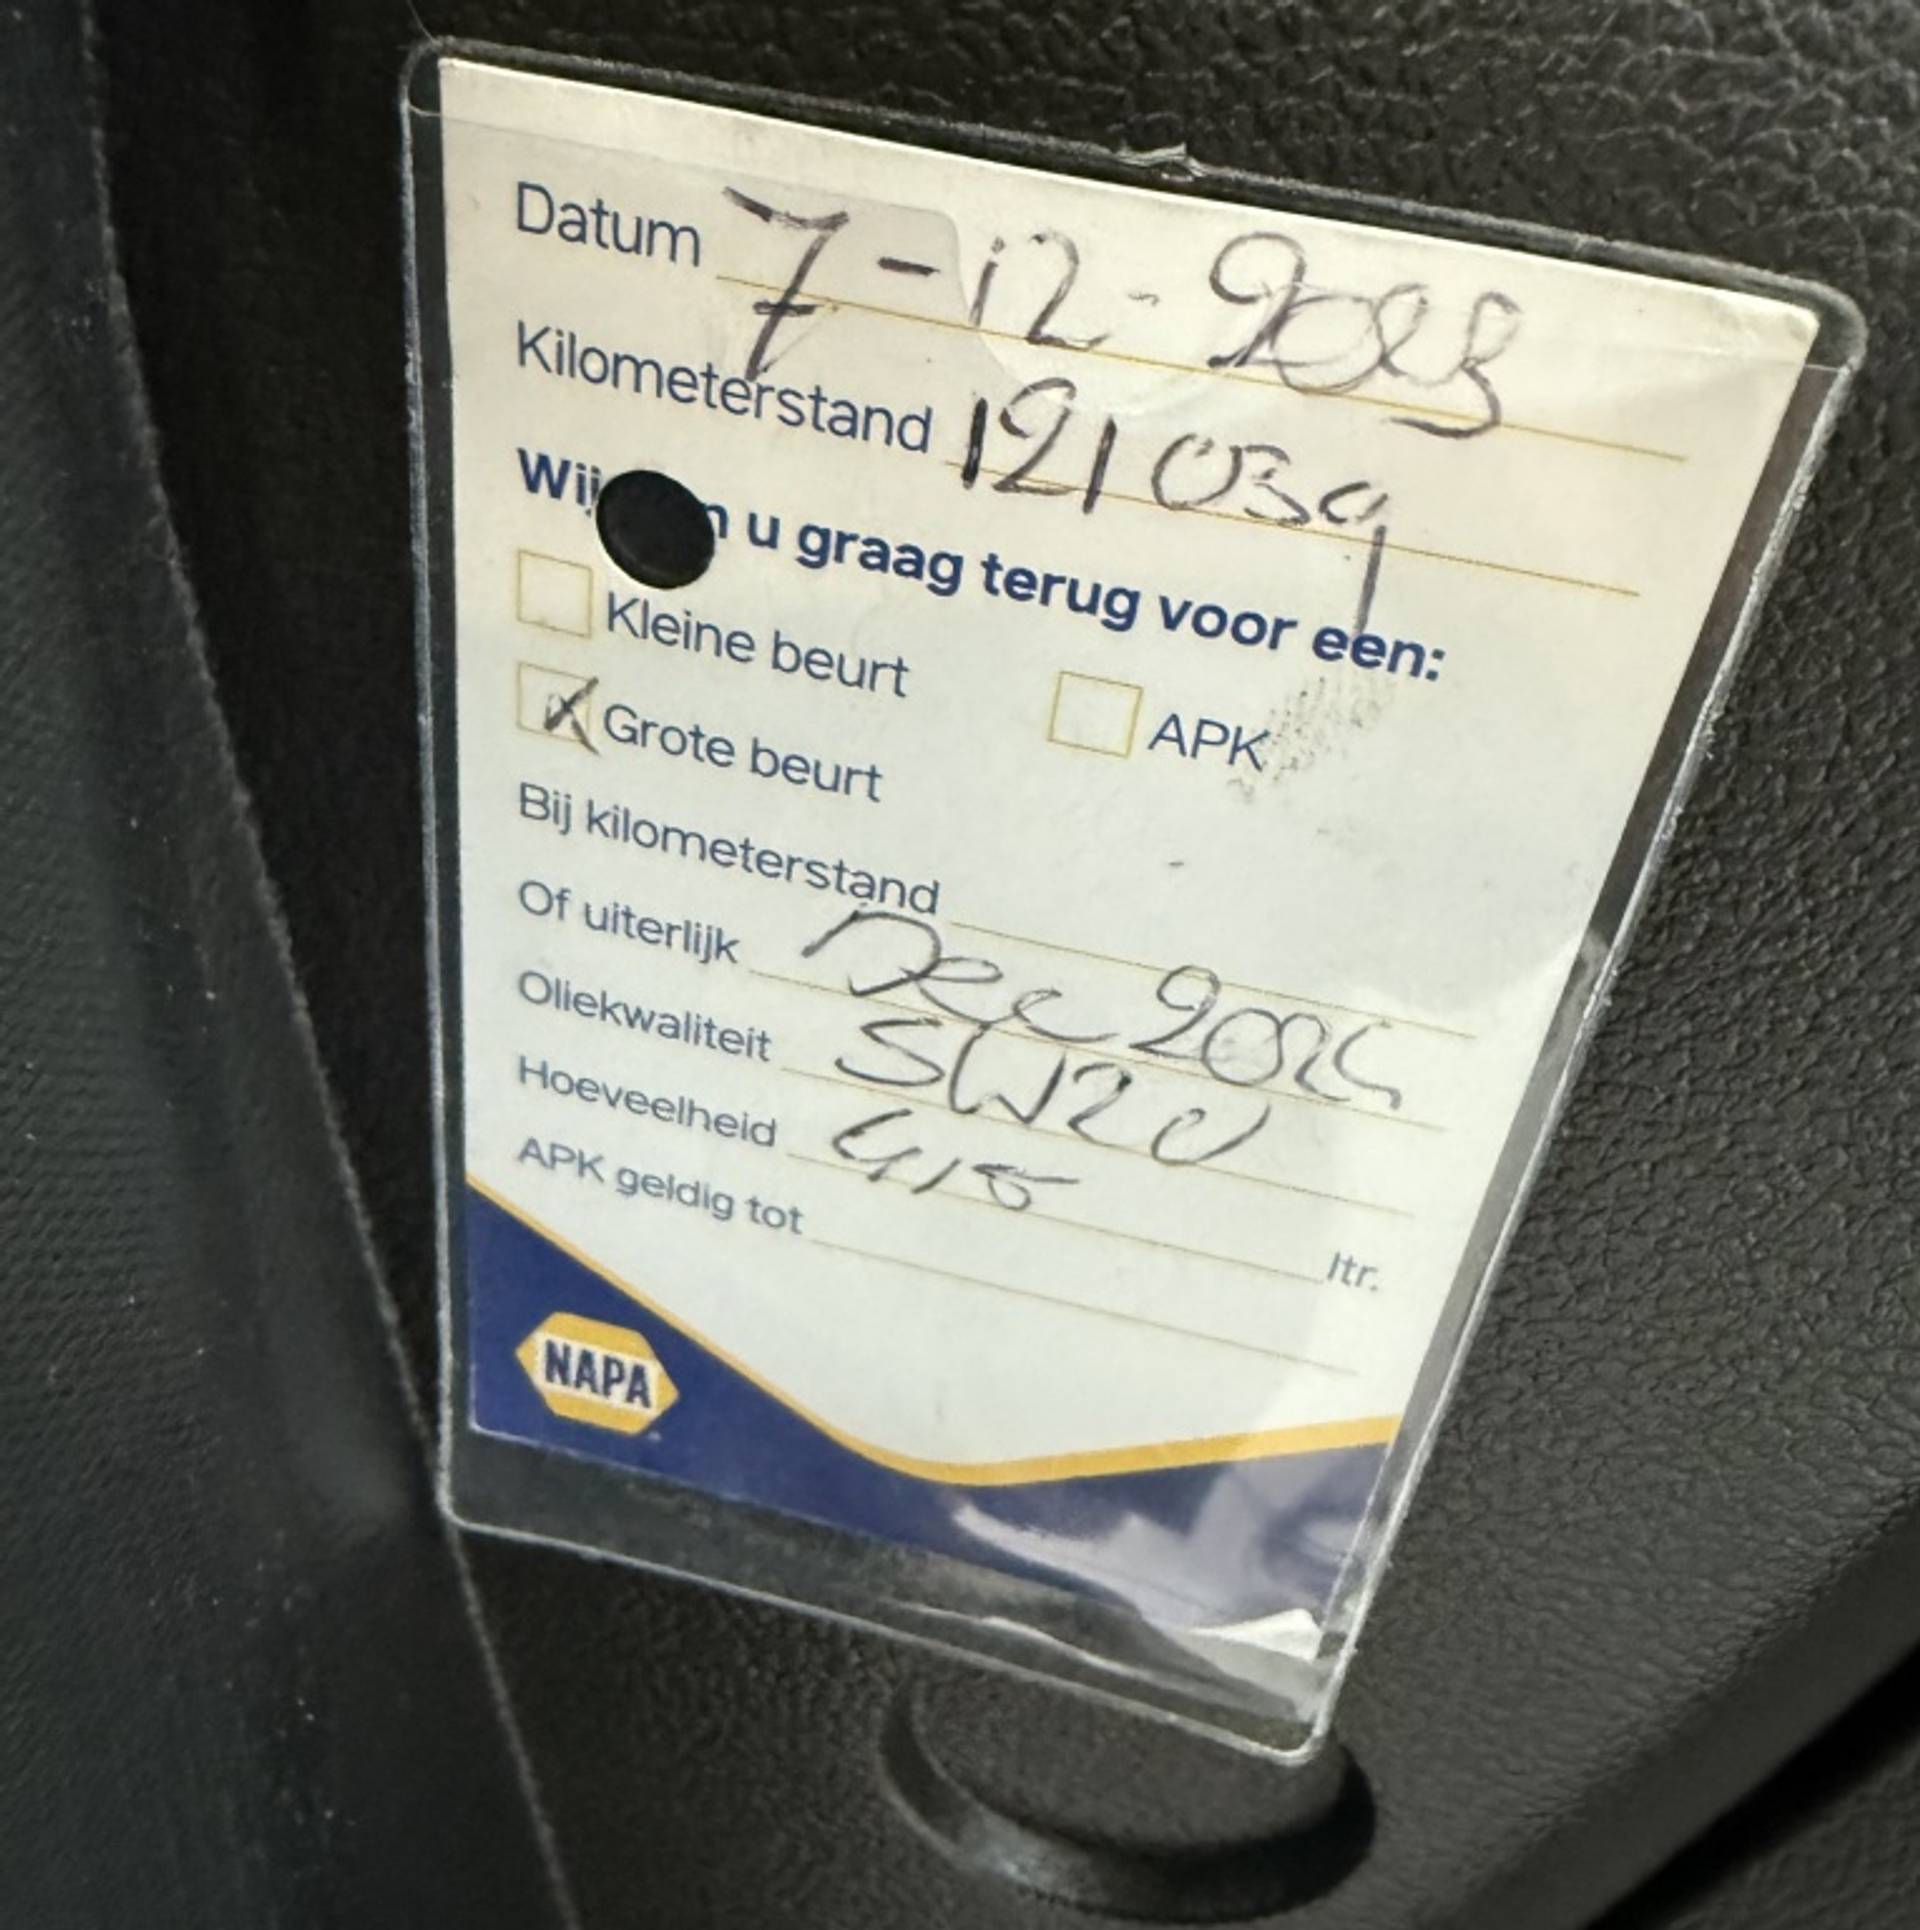 Datum 7-12-2023
Kilometerstand 121039
u graag terug voor een:
Kleine beurt
APK
Grote beurt
Bij kilometerstand
Of uiterlijk Dec 2024
Oliekwaliteit 5W20
Hoeveelheid 4,5 ltr.
APK geldig tot
NAPA